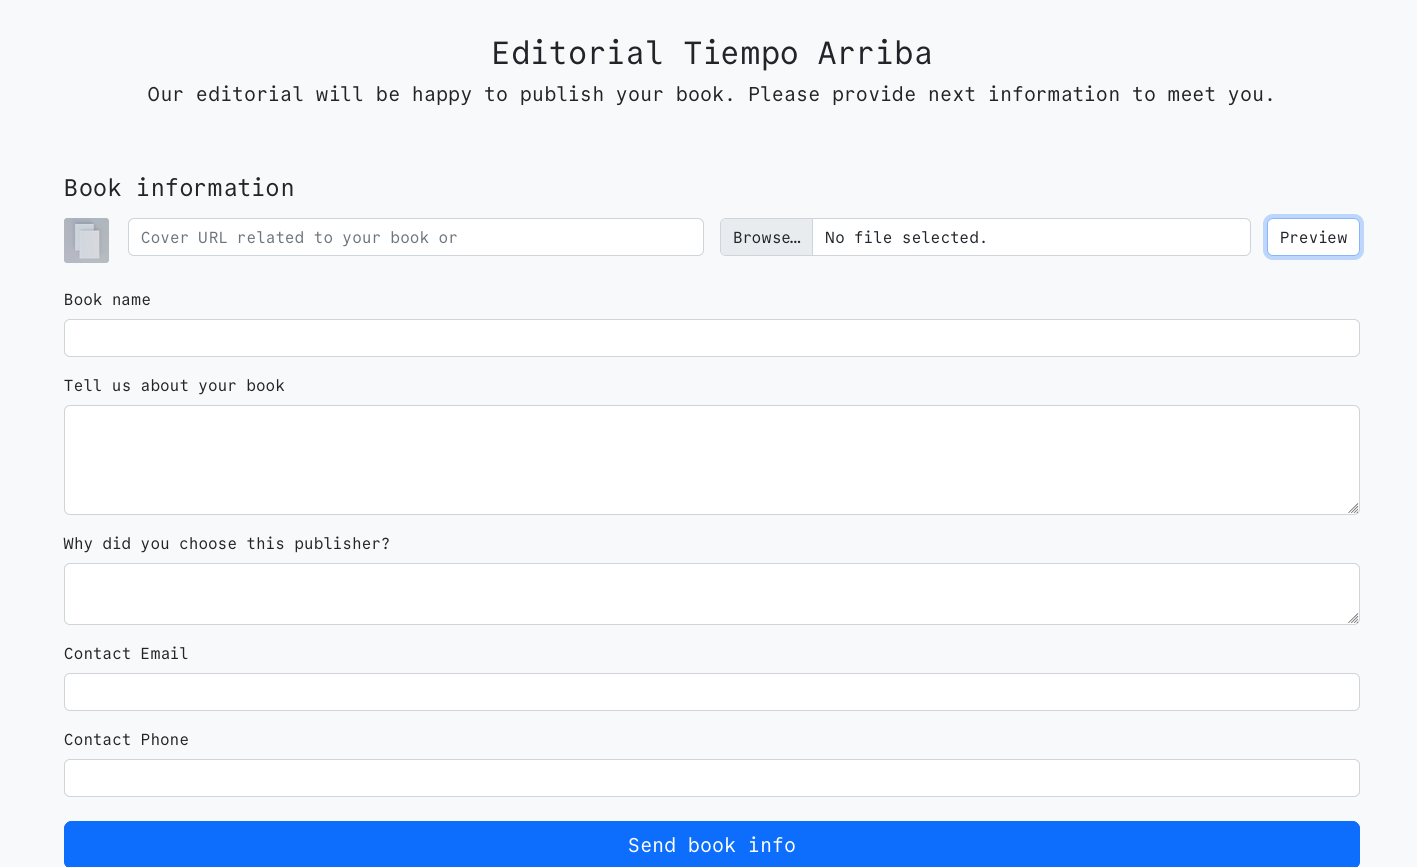 Editorial Tiempo Arriba
Our editorial will be happy to publish your book. Please provide next information to meet you.
Book information
Cover URL related to your book or
Browse… No file selected.
Preview
Book name
Tell us about your book
Why did you choose this publisher?
Contact Email
Contact Phone
Send book info